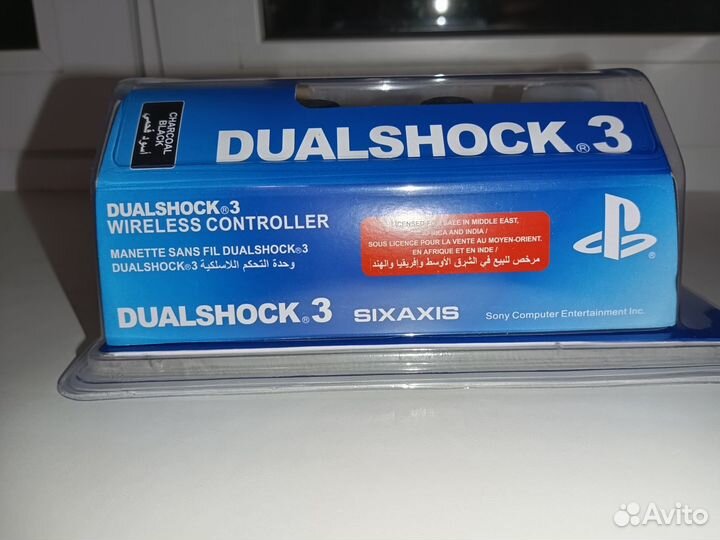 CHARCOAL
BLACK
أسود فحمي
DUALSHOCK®3
DUALSHOCK®3
WIRELESS CONTROLLER
MANETTE SANS FIL DUALSHOCK®3
وحدة التحكم اللاسلكية DUALSHOCK®3
LICENSED FOR SALE IN MIDDLE EAST,
AFRICA AND INDIA /
SOUS LICENCE POUR LA VENTE AU MOYEN-ORIENT.
EN AFRIQUE ET EN INDE /
مرخص للبيع في الشرق الأوسط وإفريقيا والهند
®
DUALSHOCK®3 SIXAXIS Sony Computer Entertainment Inc.
Avito